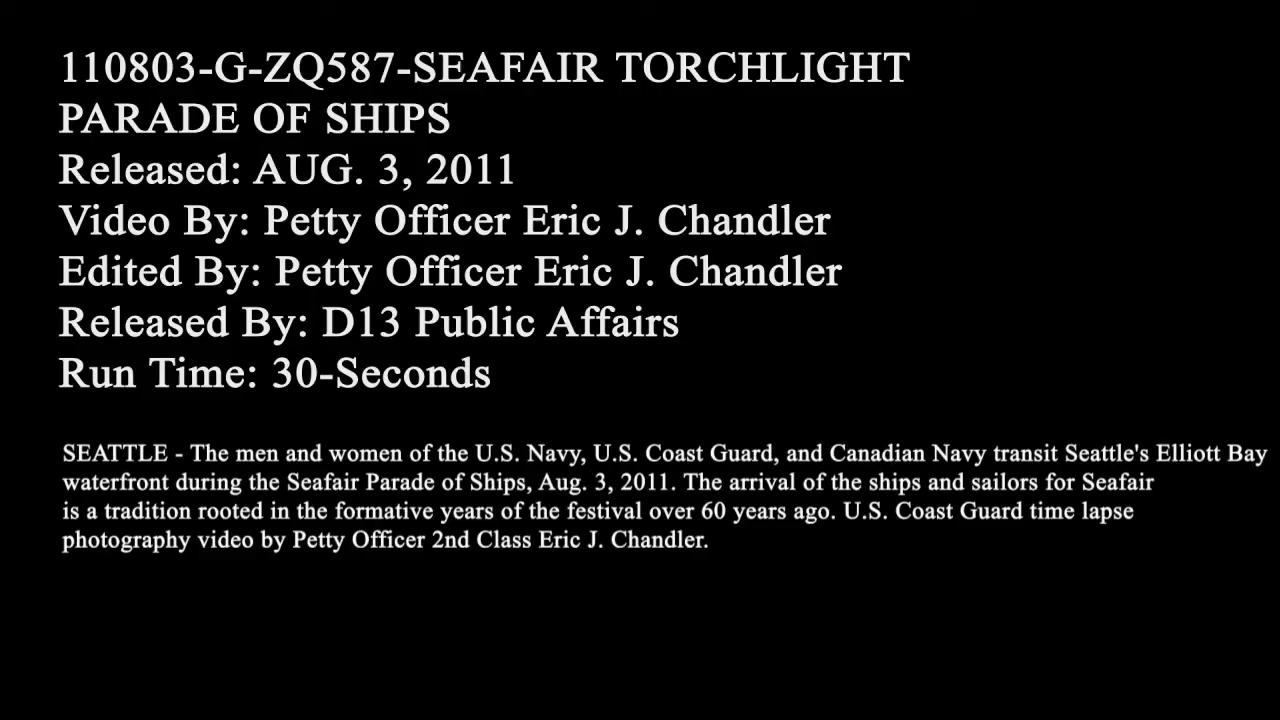 110803-G-ZQ587-SEAFAIR TORCHLIGHT
PARADE OF SHIPS
Released: AUG. 3, 2011
Video By: Petty Officer Eric J. Chandler
Edited By: Petty Officer Eric J. Chandler
Released By: D13 Public Affairs
Run Time: 30-Seconds
SEATTLE - The men and women of the U.S. Navy, U.S. Coast Guard, and Canadian Navy transit Seattle's Elliott Bay
waterfront during the Seafair Parade of Ships, Aug. 3, 2011. The arrival of the ships and sailors for Seafair
is a tradition rooted in the formative years of the festival over 60 years ago. U.S. Coast Guard time lapse
photography video by Petty Officer 2nd Class Eric J. Chandler.